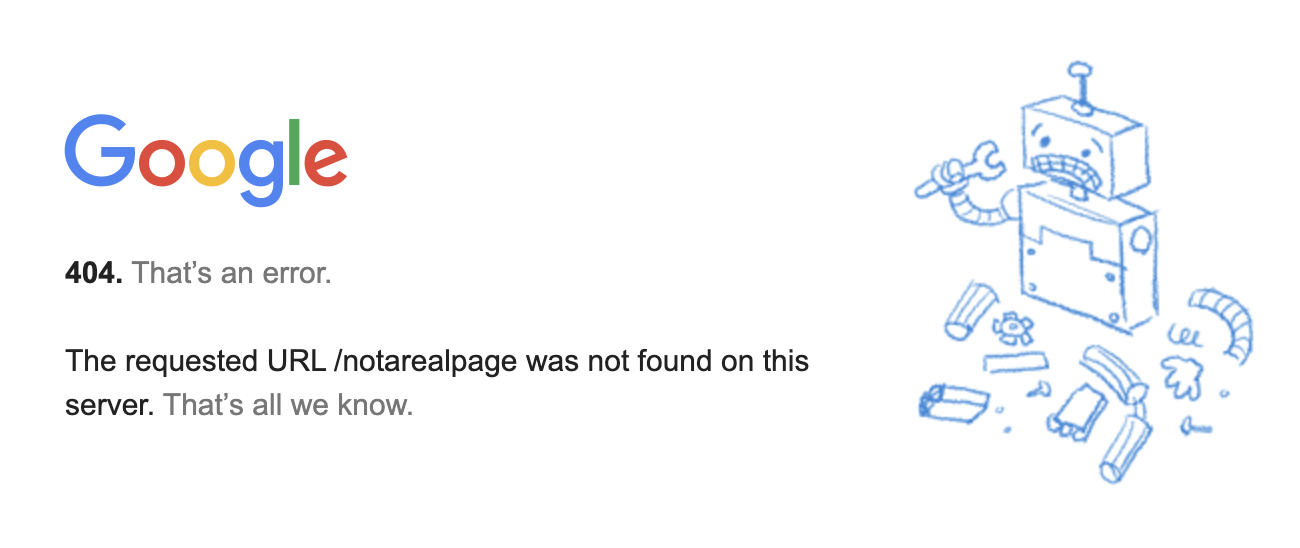 Google
404. That’s an error.
The requested URL /notarealpage was not found on this
server. That’s all we know.